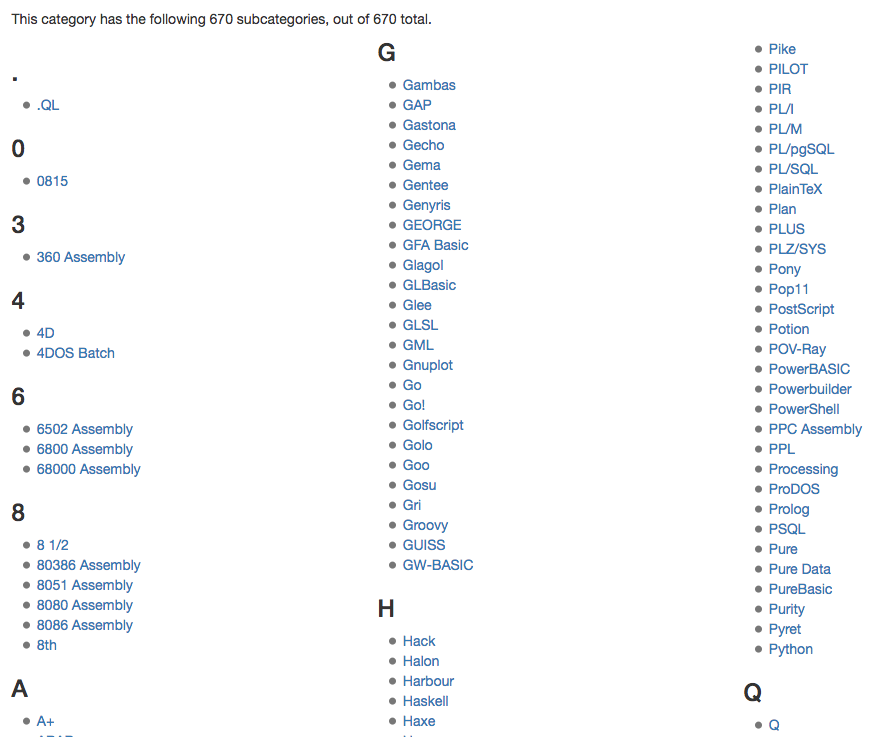 This category has the following 670 subcategories, out of 670 total.
.
.QL
0
0815
3
360 Assembly
4
4D
4DOS Batch
6
6502 Assembly
6800 Assembly
68000 Assembly
8
8 1/2
80386 Assembly
8051 Assembly
8080 Assembly
8086 Assembly
8th
A
A+
G
Gambas
GAP
Gastona
Gecho
Gema
Gentee
Genyris
GEORGE
GFA Basic
Glagol
GLBasic
Glee
GLSL
GML
Gnuplot
Go
Go!
Golfscript
Golo
Goo
Gosu
Gri
Groovy
GUISS
GW-BASIC
H
Hack
Halon
Harbour
Haskell
Haxe
Pike
PILOT
PIR
PL/I
PL/M
PL/pgSQL
PL/SQL
PlainTeX
Plan
PLUS
PLZ/SYS
Pony
Pop11
PostScript
Potion
POV-Ray
PowerBASIC
Powerbuilder
PowerShell
PPC Assembly
PPL
Processing
ProDOS
Prolog
PSQL
Pure
Pure Data
PureBasic
Purity
Pyret
Python
Q
Q